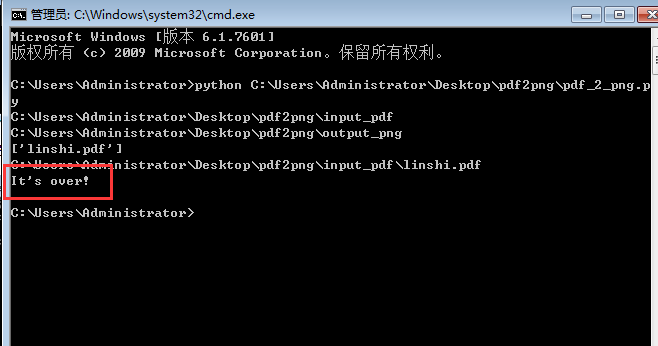 管理员: C:\Windows\system32\cmd.exe
Microsoft Windows [版本 6.1.7601]
版权所有 (c) 2009 Microsoft Corporation。保留所有权利。
C:\Users\Administrator>python C:\Users\Administrator\Desktop\pdf2png\pdf_2_png.p
y
C:\Users\Administrator\Desktop\pdf2png\input_pdf
C:\Users\Administrator\Desktop\pdf2png\output_png
['linshi.pdf']
C:\Users\Administrator\Desktop\pdf2png\input_pdf\linshi.pdf
It's over!
C:\Users\Administrator>